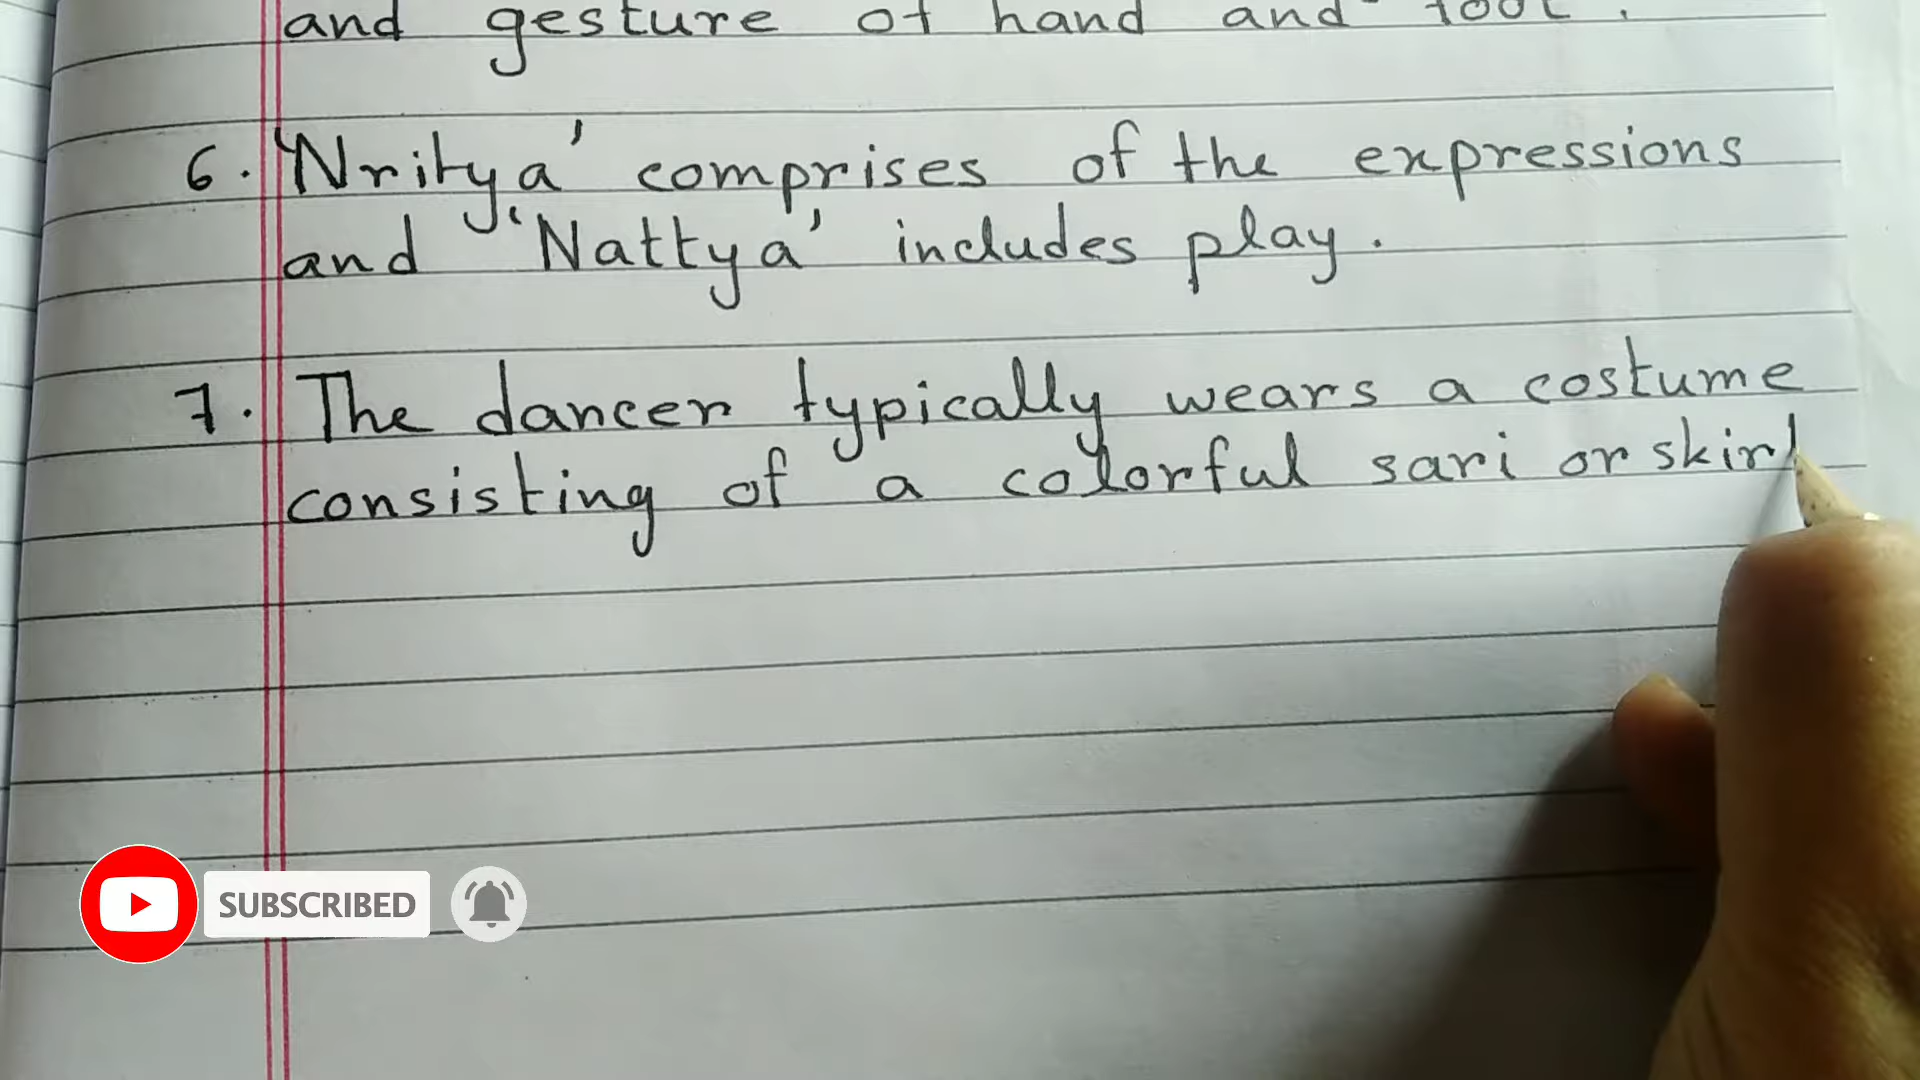 and gesture of hand and foot.
6. 'Nritya' comprises of the expressions
and 'Nattya' includes play.
7. The dancer typically wears a costume
consisting of a colorful sari or skirt
SUBSCRIBED